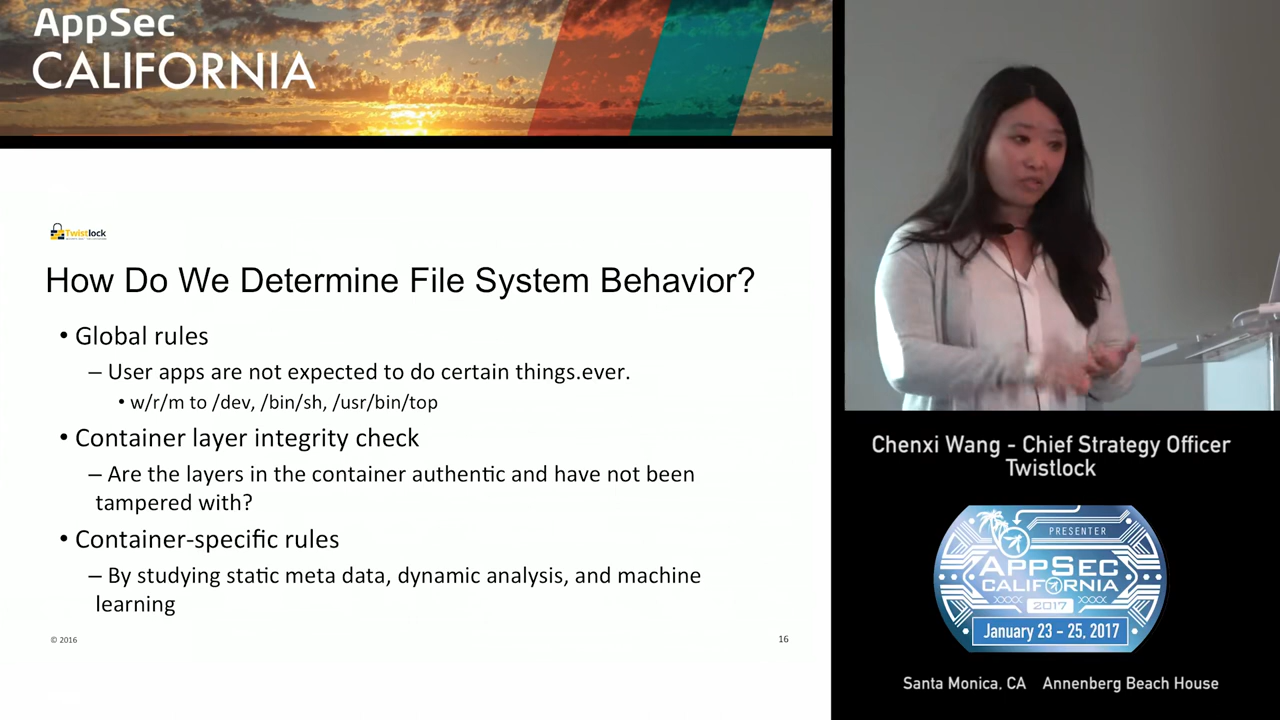 AppSec
CALIFORNIA
Twistlock
How Do We Determine File System Behavior?
• Global rules
– User apps are not expected to do certain things.ever.
• w/r/m to /dev, /bin/sh, /usr/bin/top
• Container layer integrity check
– Are the layers in the container authentic and have not been
tampered with?
• Container-specific rules
– By studying static meta data, dynamic analysis, and machine
learning
© 2016
16
Chenxi Wang - Chief Strategy Officer
Twistlock
PRESENTER
APPSEC
CALIFORNIA
2017
January 23 - 25, 2017
Santa Monica, CA Annenberg Beach House